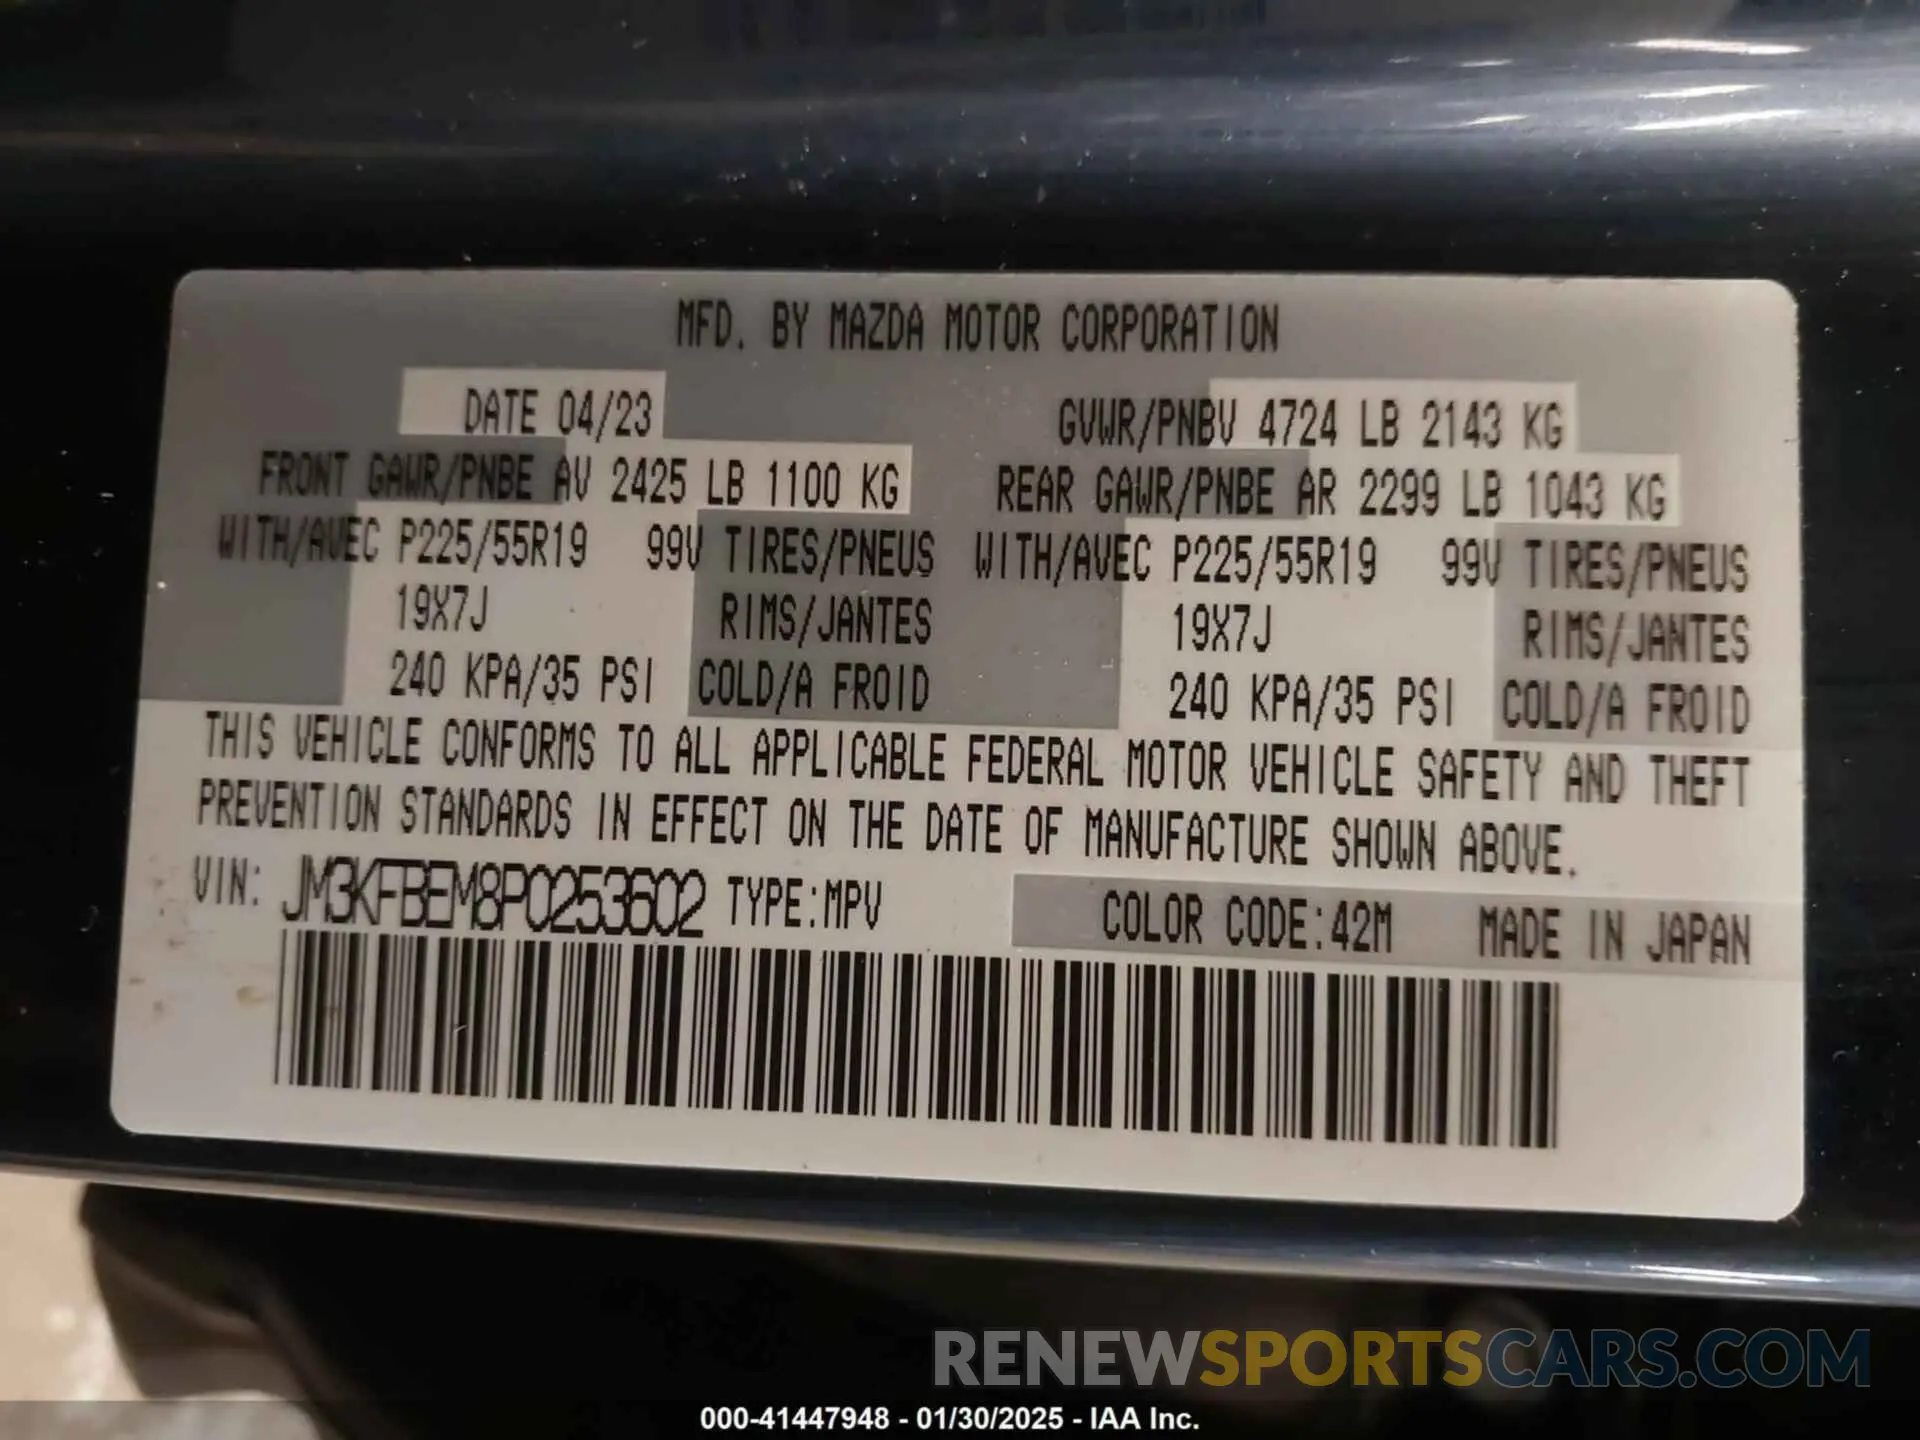 MFD. BY MAZDA MOTOR CORPORATION
DATE 04/23 GVWR/PNBV 4724 LB 2143 KG
FRONT GAWR/PNBE AV 2425 LB 1100 KG REAR GAWR/PNBE AR 2299 LB 1043 KG
WITH/AVEC P225/55R19 99V TIRES/PNEUS WITH/AVEC P225/55R19 99V TIRES/PNEUS
19X7J RIMS/JANTES 19X7J RIMS/JANTES
240 KPA/35 PSI COLD/A FROID 240 KPA/35 PSI COLD/A FROID
THIS VEHICLE CONFORMS TO ALL APPLICABLE FEDERAL MOTOR VEHICLE SAFETY AND THEFT
PREVENTION STANDARDS IN EFFECT ON THE DATE OF MANUFACTURE SHOWN ABOVE.
VIN: JM3KFBEM8P0253602 TYPE:MPV COLOR CODE:42M MADE IN JAPAN
RENEWSPORTSCARS.COM
000-41447948 - 01/30/2025 - IAA Inc.